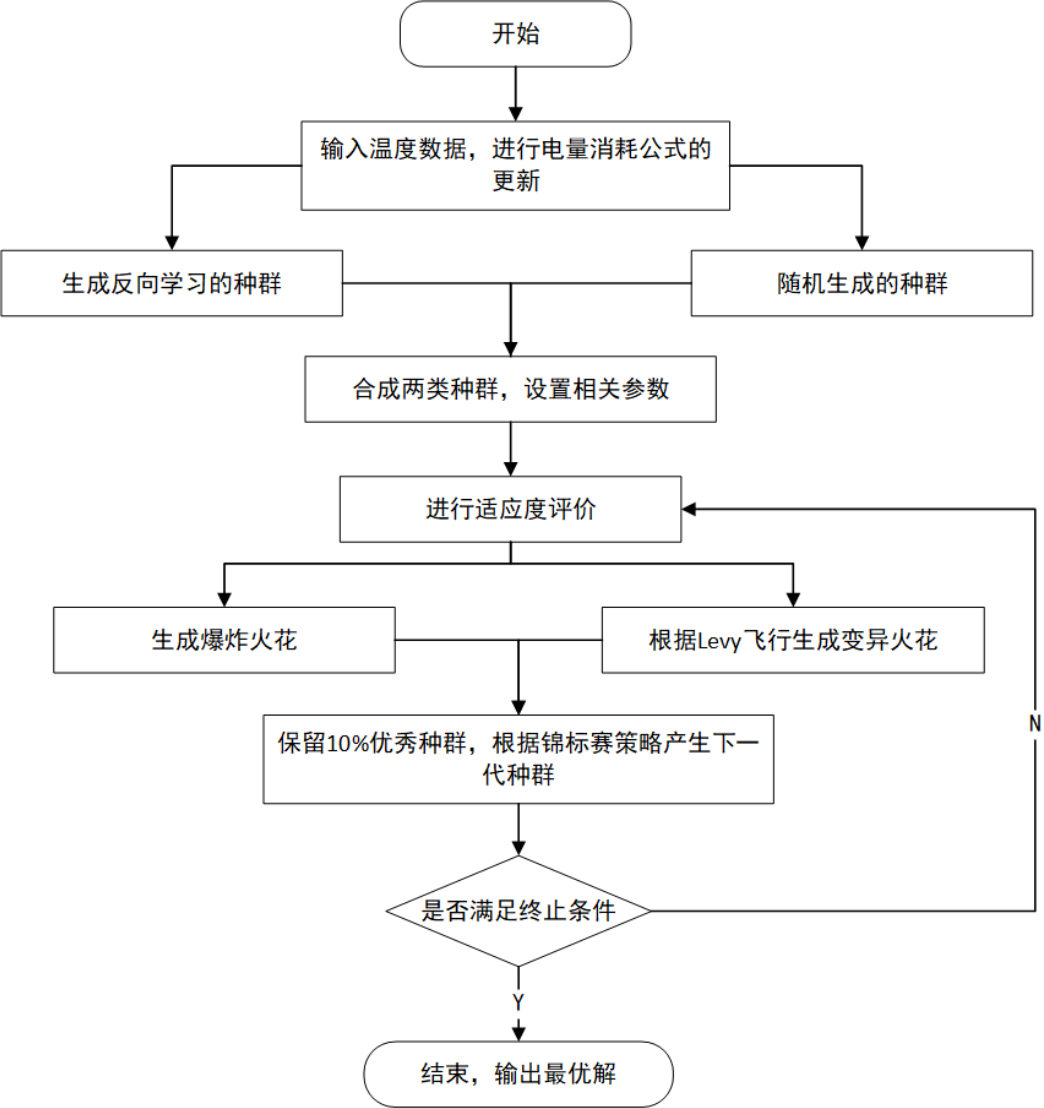 开始
输入温度数据，进行电量消耗公式的
更新
生成反向学习的种群
随机生成的种群
合成两类种群，设置相关参数
进行适应度评价
生成爆炸火花
根据Levy飞行生成变异火花
保留10%优秀种群，根据锦标赛策略产生下一
代种群
N
是否满足终止条件
Y
结束，输出最优解